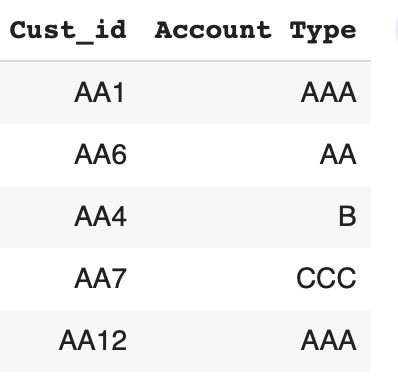 Cust_id Account Type
AA1 AAA
AA6 AA
AA4 B
AA7 CCC
AA12 AAA